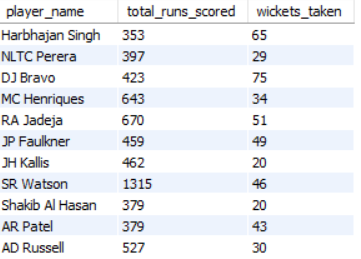 player_name total_runs_scored wickets_taken
Harbhajan Singh 353 65
NLTC Perera 397 29
DJ Bravo 423 75
MC Henriques 643 34
RA Jadeja 670 51
JP Faulkner 459 49
JH Kallis 462 20
SR Watson 1315 46
Shakib Al Hasan 379 20
AR Patel 379 43
AD Russell 527 30